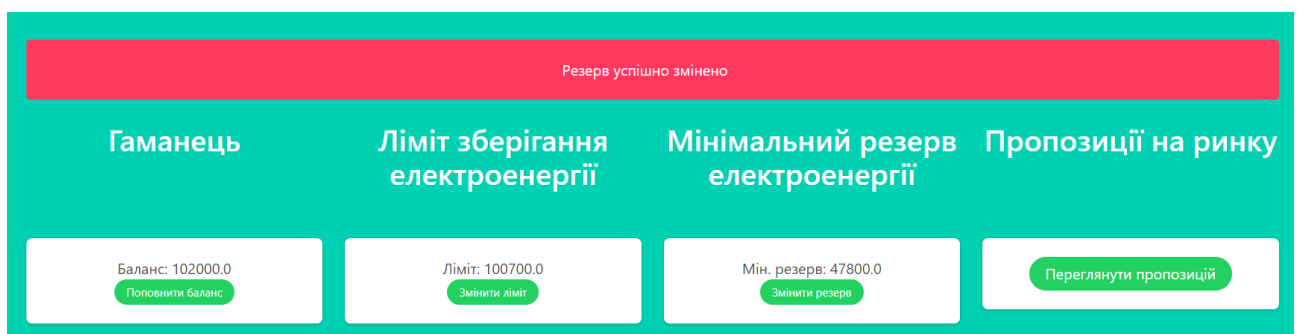 Резерв успішно змінено
Гаманець
Ліміт зберігання
електроенергії
Мінімальний резерв
електроенергії
Пропозиції на ринку
Баланс: 102000.0
Поповнити баланс
Ліміт: 100700.0
Змінити ліміт
Мін. резерв: 47800.0
Змінити резерв
Переглянути пропозицій